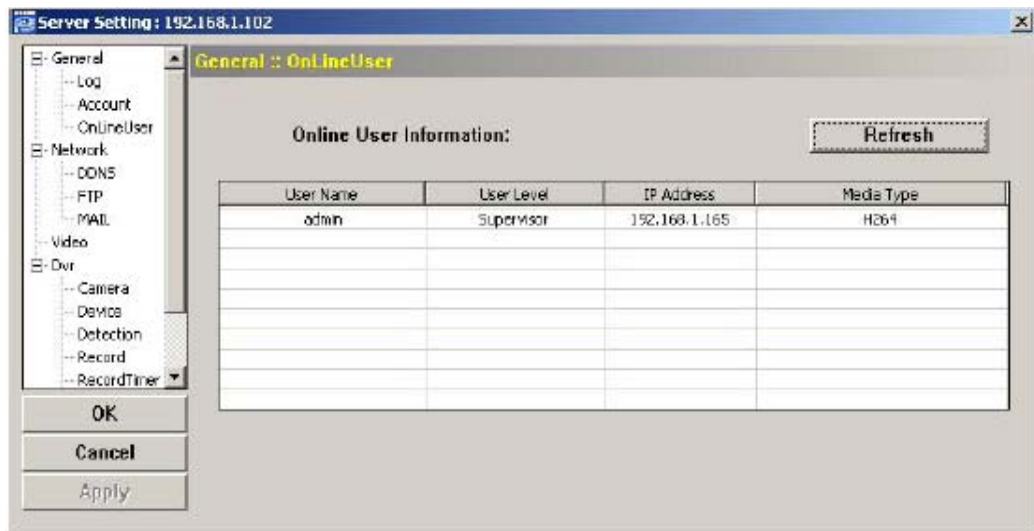 Server Setting : 192.168.1.102
General
Log
Account
OnLineUser
Network
DDNS
FTP
MAIL
Video
Dvr
Camera
Device
Detection
Record
RecordTimer
OK
Cancel
Apply
General :: OnLineUser
Online User Information:
Refresh
User Name User Level IP Address Media Type
admin Supervisor 192.168.1.165 H264